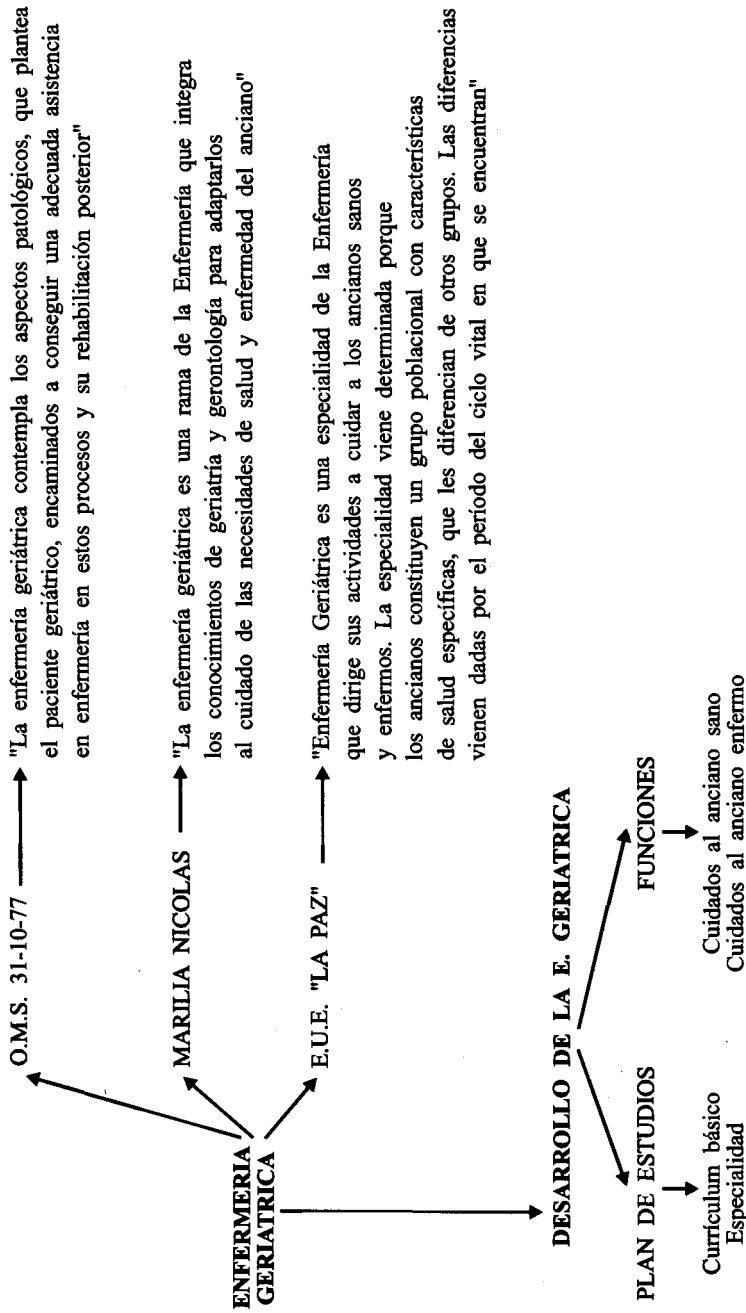 O.M.S. 31-10-77
"La enfermería geriátrica contempla los aspectos patológicos, que plantea
el paciente geriátrico, encaminados a conseguir una adecuada asistencia
en enfermería en estos procesos y su rehabilitación posterior"
ENFERMERIA
GERIATRICA
MARILIA NICOLAS
"La enfermería geriátrica es una rama de la Enfermería que integra
los conocimientos de geriatría y gerontología para adaptarlos
al cuidado de las necesidades de salud y enfermedad del anciano"
E.U.E. "LA PAZ"
"Enfermería Geriátrica es una especialidad de la Enfermería
que dirige sus actividades a cuidar a los ancianos sanos
y enfermos. La especialidad viene determinada porque
los ancianos constituyen un grupo poblacional con características
de salud específicas, que les diferencian de otros grupos. Las diferencias
vienen dadas por el período del ciclo vital en que se encuentran"
DESARROLLO DE LA E. GERIATRICA
PLAN DE ESTUDIOS
Currículum básico
Especialidad
FUNCIONES
Cuidados al anciano sano
Cuidados al anciano enfermo